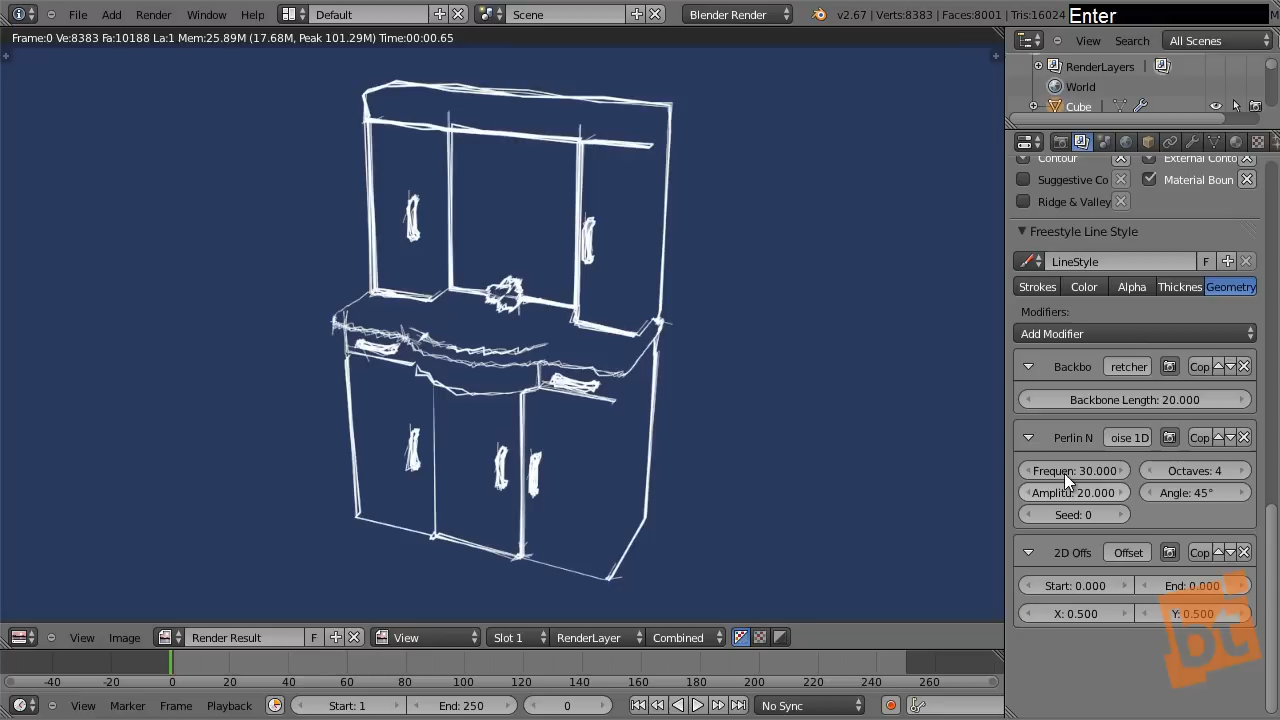 File Add Render Window Help Default Scene Blender Render v2.67 | Verts:8383 | Faces:8001 | Tris:16024 Enter
Frame:0 Ve:8383 Fa:10188 La:1 Mem:25.89M (17.68M, Peak 101.29M) Time:00:00.65
View Search All Scenes
RenderLayers
World
Cube
Contour External Conto
Suggestive Co Material Boun
Ridge & Valley
Freestyle Line Style
LineStyle F
Strokes Color Alpha Thicknes Geometry
Modifiers:
Add Modifier
Backbo retcher Cop
Backbone Length: 20.000
Perlin N oise 1D Cop
Frequen: 30.000 Octaves: 4
Amplitu: 20.000 Angle: 45°
Seed: 0
2D Offs Offset Cop
Start: 0.000 End: 0.000
X: 0.500 Y: 0.500
bc
View Image Render Result F View Slot 1 RenderLayer Combined
-40 -20 0 20 40 60 80 100 120 140 160 180 200 220 240 260
View Marker Frame Playback Start: 1 End: 250 0 No Sync